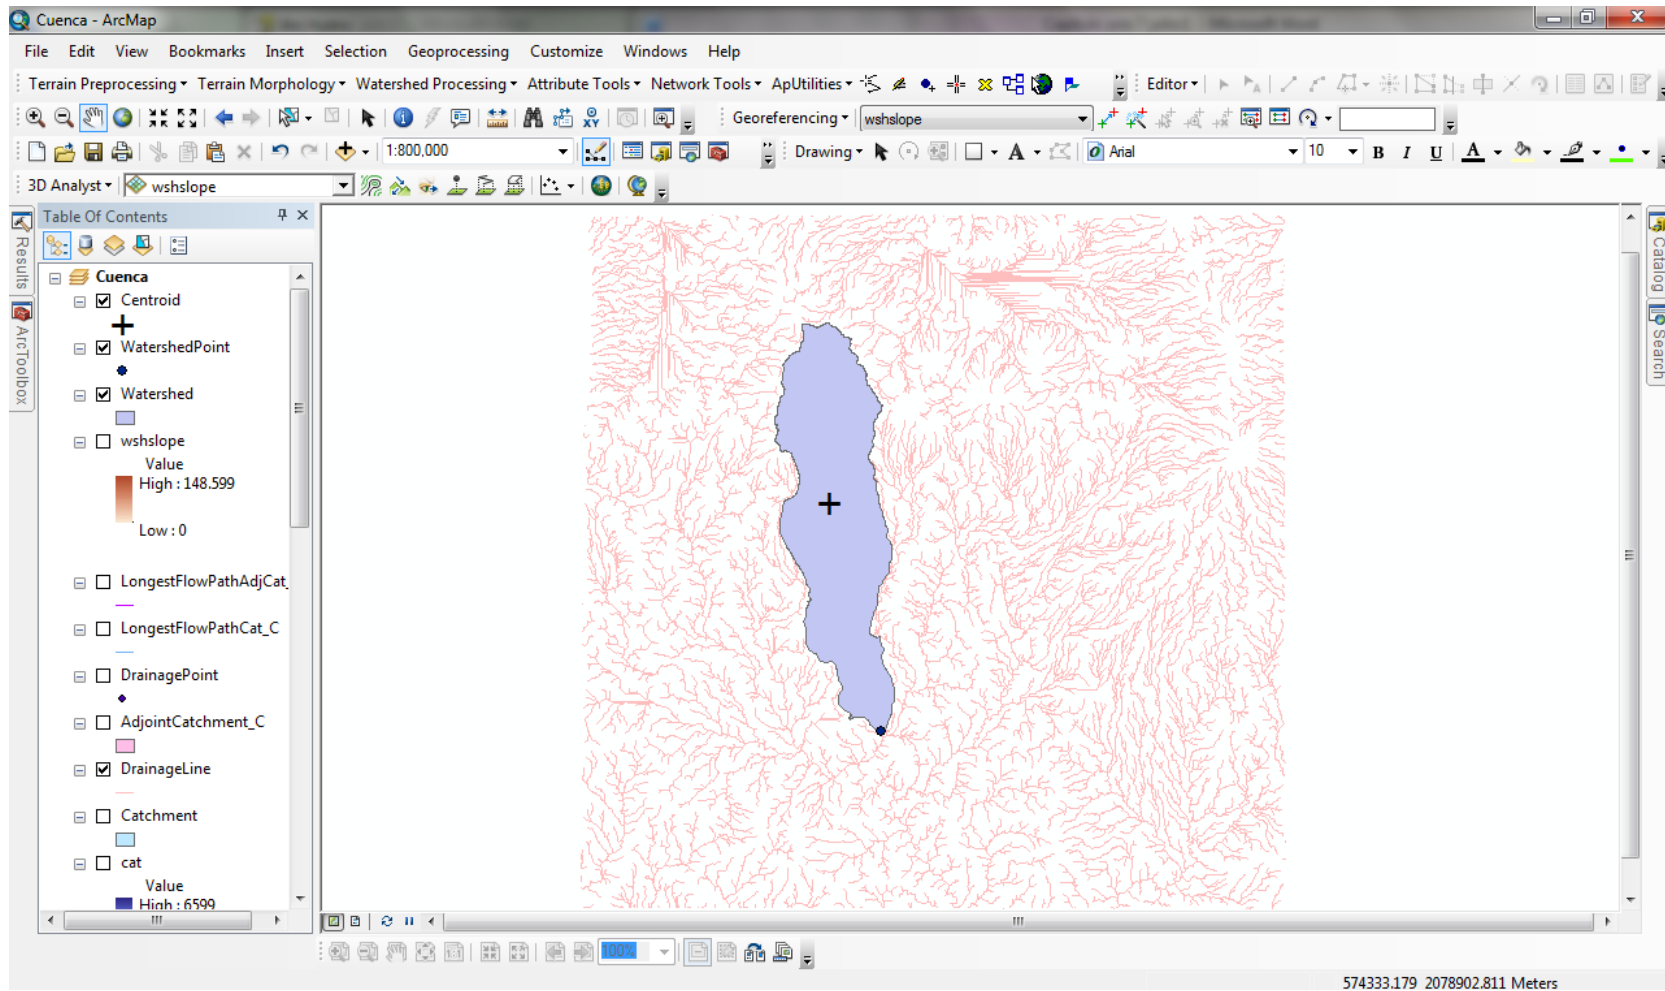 Cuenca - ArcMap
File Edit View Bookmarks Insert Selection Geoprocessing Customize Windows Help
Terrain Preprocessing Terrain Morphology Watershed Processing Attribute Tools Network Tools ApUtilities Editor
Georeferencing wshslope
1:800,000 Drawing A Arial 10 B I U A
3D Analyst wshslope
Table Of Contents
Results
ArcToolbox
Catalog
Search
Cuenca
Centroid
WatershedPoint
Watershed
wshslope
Value
High : 148.599
Low : 0
LongestFlowPathAdjCat_
LongestFlowPathCat_C
DrainagePoint
AdjointCatchment_C
DrainageLine
Catchment
cat
Value
High : 6599
100%
574333.179 2078902.811 Meters